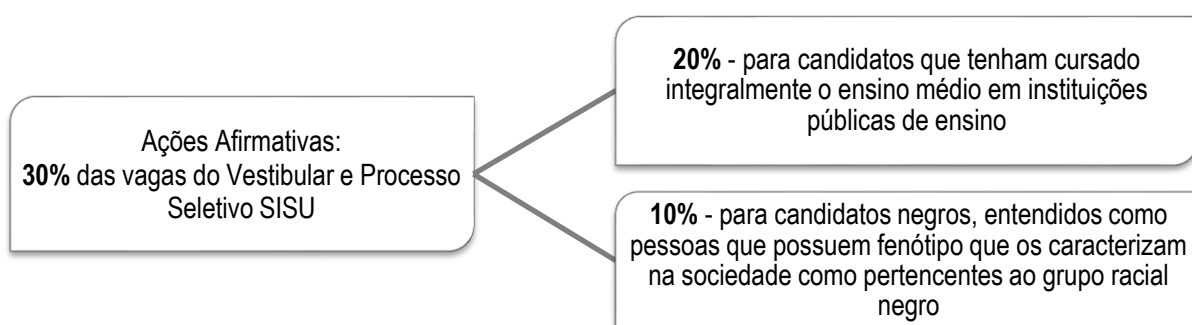 Ações Afirmativas:
30% das vagas do Vestibular e Processo
Seletivo SISU
20% - para candidatos que tenham cursado
integralmente o ensino médio em instituições
públicas de ensino
10% - para candidatos negros, entendidos como
pessoas que possuem fenótipo que os caracterizam
na sociedade como pertencentes ao grupo racial
negro